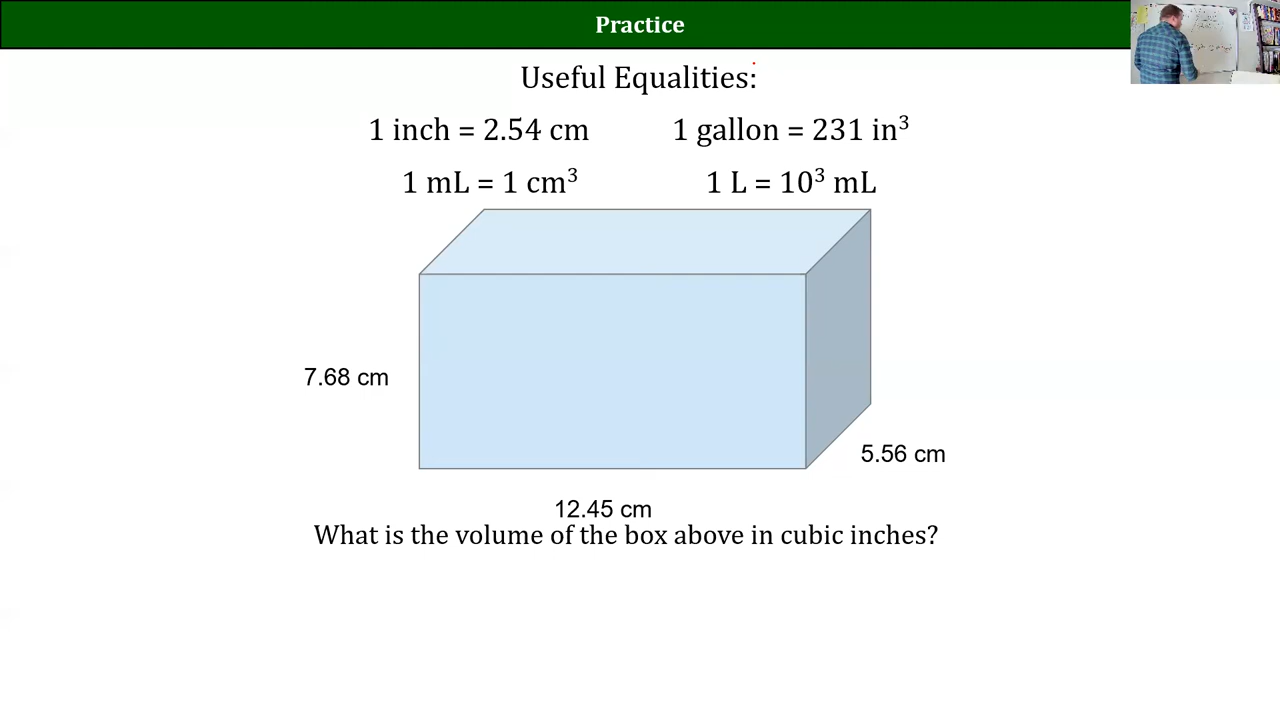 Practice
Useful Equalities:
1 inch = 2.54 cm 1 gallon = 231 in³
1 mL = 1 cm³ 1 L = 10³ mL
7.68 cm
5.56 cm
12.45 cm
What is the volume of the box above in cubic inches?